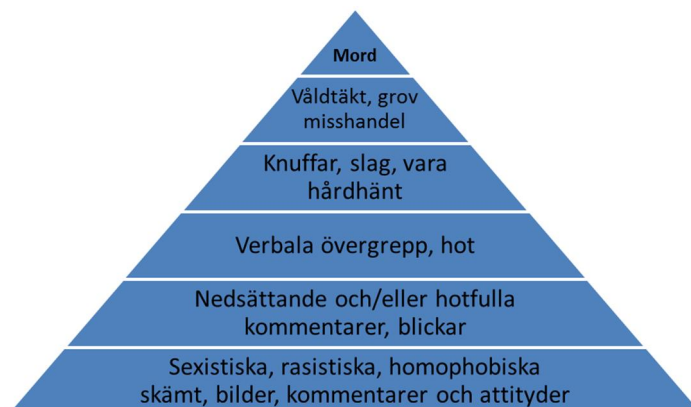 Mord
Våldtäkt, grov
misshandel
Knuffar, slag, vara
hårdhänt
Verbala övergrepp, hot
Nedsättande och/eller hotfulla
kommentarer, blickar
Sexistiska, rasistiska, homophobiska
skämt, bilder, kommentarer och attityder